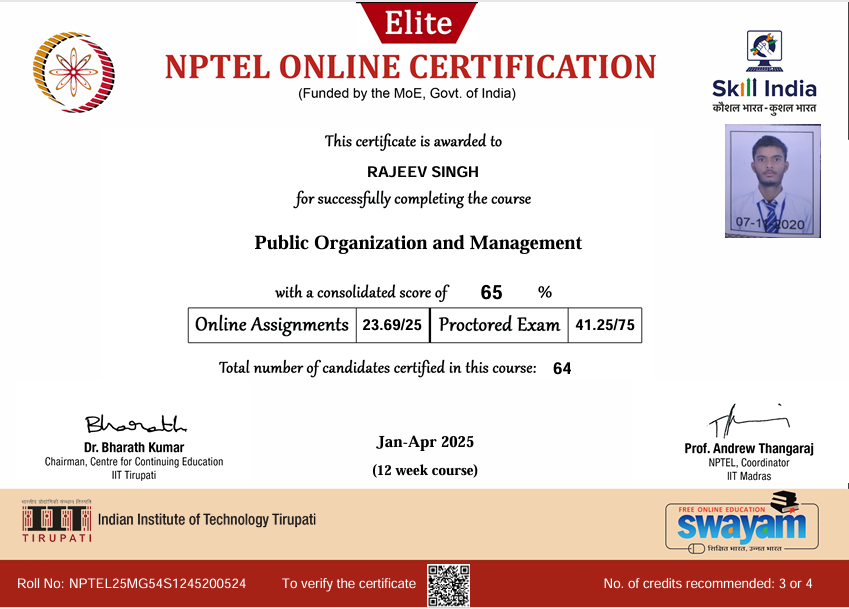 Elite
NPTEL ONLINE CERTIFICATION
(Funded by the MoE, Govt. of India)
Skill India
कौशल भारत - कुशल भारत
This certificate is awarded to
RAJEEV SINGH
for successfully completing the course
07-11-2020
Public Organization and Management
with a consolidated score of 65 %
Online Assignments 23.69/25 Proctored Exam 41.25/75
Total number of candidates certified in this course: 64
Bharath
Dr. Bharath Kumar
Chairman, Centre for Continuing Education
IIT Tirupati
Jan-Apr 2025
(12 week course)
Prof. Andrew Thangaraj
NPTEL, Coordinator
IIT Madras
भारतीय प्रौद्योगिकी संस्थान तिरुपति
IIT
TIRUPATI
Indian Institute of Technology Tirupati
FREE ONLINE EDUCATION
swayam
शिक्षित भारत, उन्नत भारत
Roll No: NPTEL25MG54S1245200524
To verify the certificate
No. of credits recommended: 3 or 4